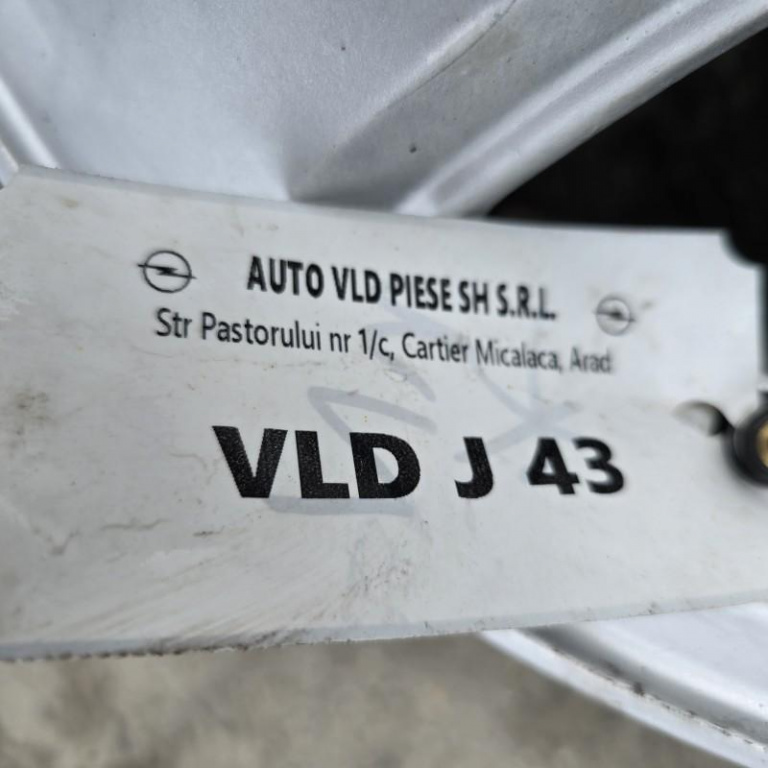 AUTO VLD PIESE SH S.R.L.
Str Pastorului nr 1/c, Cartier Micalaca, Arad
VLD J 43